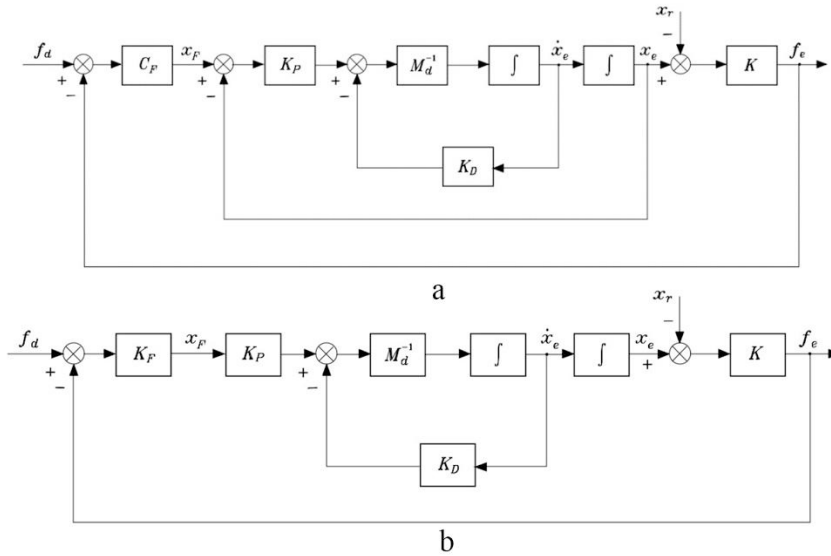 x_r
f_d + − C_F x_F + − K_P + − M_d^{-1} ∫ ẋ_e ∫ x_e + − K f_e
K_D
a
x_r
f_d + − K_F x_F K_P + − M_d^{-1} ∫ ẋ_e ∫ x_e + − K f_e
K_D
b